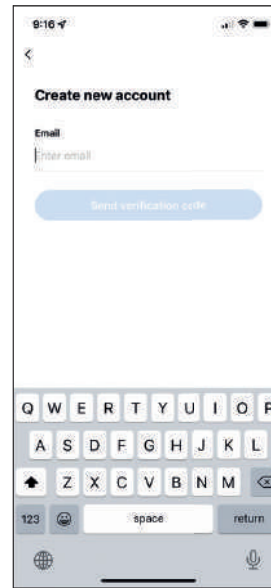 9:16
Create new account
Email
Enter email
Send verification code
Q W E R T Y U I O P
A S D F G H J K L
Z X C V B N M
123 space return